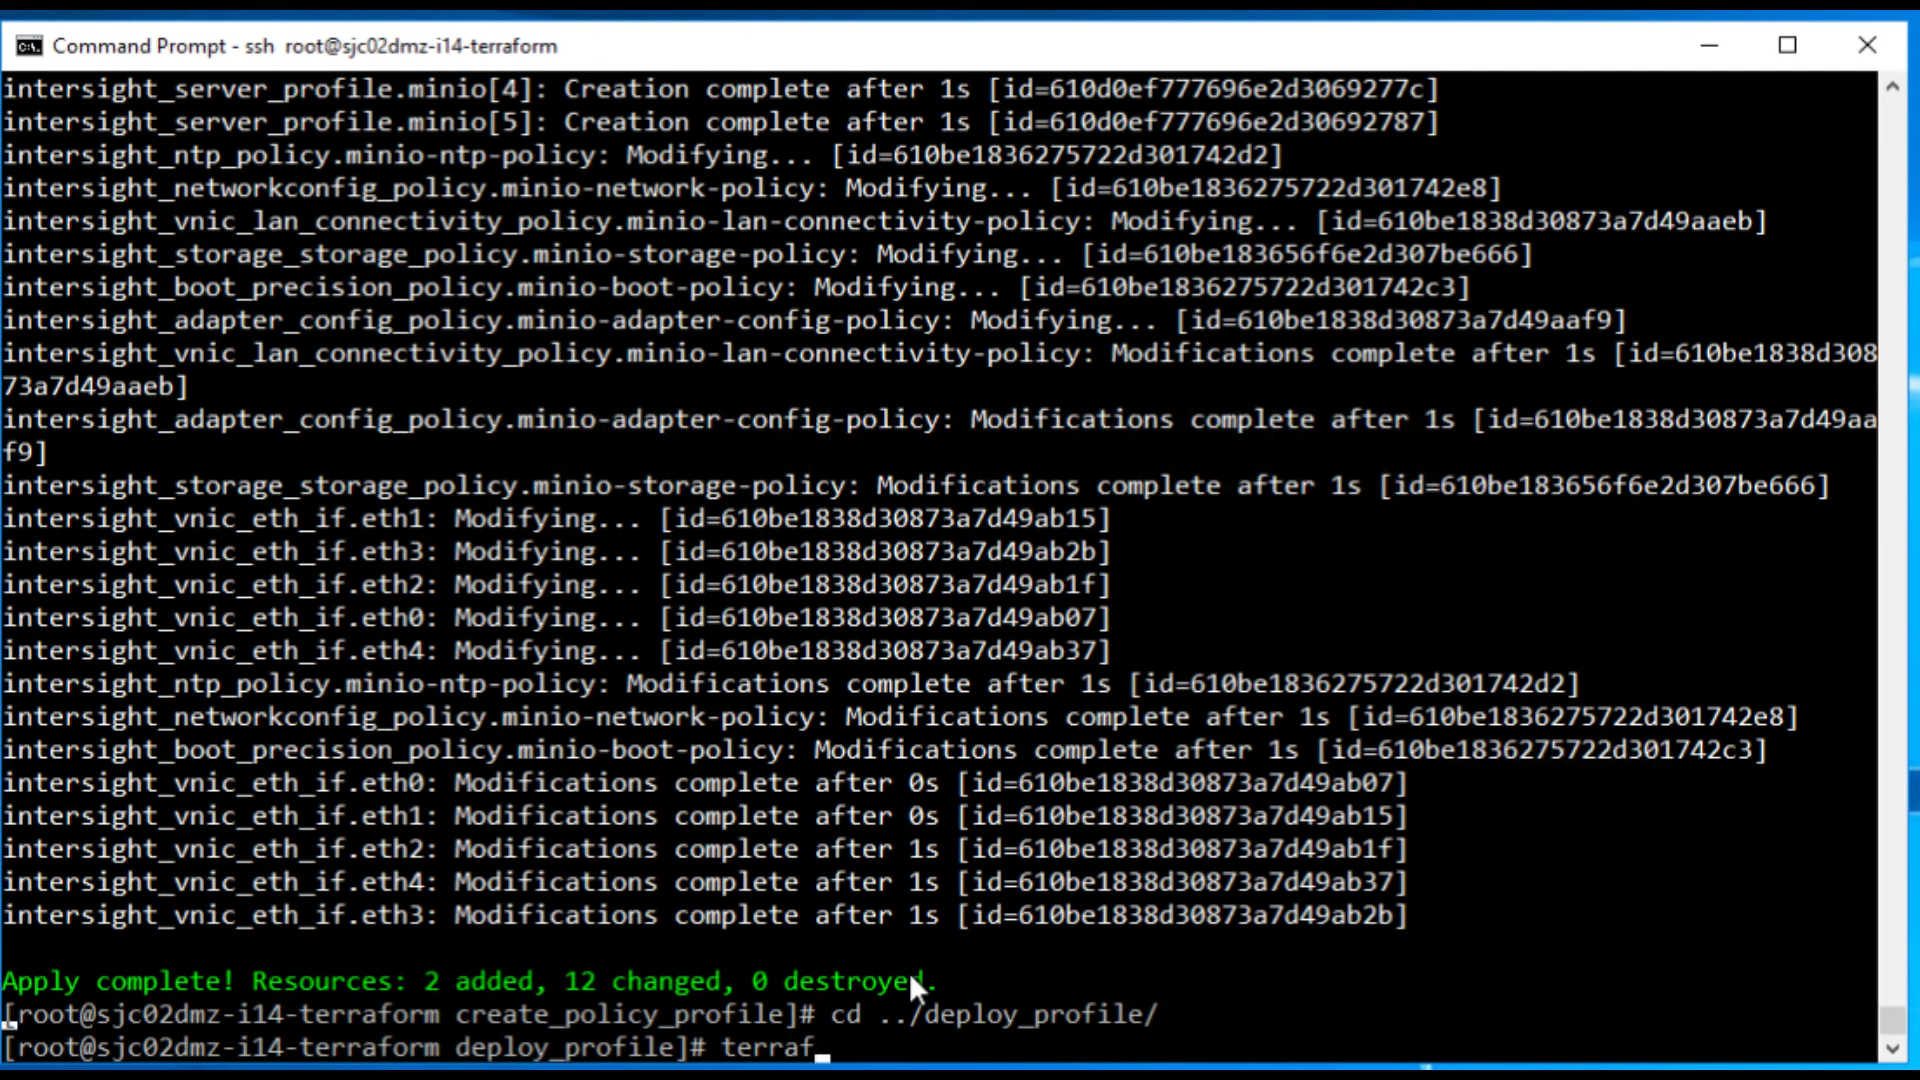 Command Prompt - ssh root@sjc02dmz-i14-terraform
intersight_server_profile.minio[4]: Creation complete after 1s [id=610d0ef777696e2d3069277c]
intersight_server_profile.minio[5]: Creation complete after 1s [id=610d0ef777696e2d30692787]
intersight_ntp_policy.minio-ntp-policy: Modifying... [id=610be1836275722d301742d2]
intersight_networkconfig_policy.minio-network-policy: Modifying... [id=610be1836275722d301742e8]
intersight_vnic_lan_connectivity_policy.minio-lan-connectivity-policy: Modifying... [id=610be1838d30873a7d49aaeb]
intersight_storage_storage_policy.minio-storage-policy: Modifying... [id=610be183656f6e2d307be666]
intersight_boot_precision_policy.minio-boot-policy: Modifying... [id=610be1836275722d301742c3]
intersight_adapter_config_policy.minio-adapter-config-policy: Modifying... [id=610be1838d30873a7d49aaf9]
intersight_vnic_lan_connectivity_policy.minio-lan-connectivity-policy: Modifications complete after 1s [id=610be1838d308
73a7d49aaeb]
intersight_adapter_config_policy.minio-adapter-config-policy: Modifications complete after 1s [id=610be1838d30873a7d49aa
f9]
intersight_storage_storage_policy.minio-storage-policy: Modifications complete after 1s [id=610be183656f6e2d307be666]
intersight_vnic_eth_if.eth1: Modifying... [id=610be1838d30873a7d49ab15]
intersight_vnic_eth_if.eth3: Modifying... [id=610be1838d30873a7d49ab2b]
intersight_vnic_eth_if.eth2: Modifying... [id=610be1838d30873a7d49ab1f]
intersight_vnic_eth_if.eth0: Modifying... [id=610be1838d30873a7d49ab07]
intersight_vnic_eth_if.eth4: Modifying... [id=610be1838d30873a7d49ab37]
intersight_ntp_policy.minio-ntp-policy: Modifications complete after 1s [id=610be1836275722d301742d2]
intersight_networkconfig_policy.minio-network-policy: Modifications complete after 1s [id=610be1836275722d301742e8]
intersight_boot_precision_policy.minio-boot-policy: Modifications complete after 1s [id=610be1836275722d301742c3]
intersight_vnic_eth_if.eth0: Modifications complete after 0s [id=610be1838d30873a7d49ab07]
intersight_vnic_eth_if.eth1: Modifications complete after 0s [id=610be1838d30873a7d49ab15]
intersight_vnic_eth_if.eth2: Modifications complete after 1s [id=610be1838d30873a7d49ab1f]
intersight_vnic_eth_if.eth4: Modifications complete after 1s [id=610be1838d30873a7d49ab37]
intersight_vnic_eth_if.eth3: Modifications complete after 1s [id=610be1838d30873a7d49ab2b]
Apply complete! Resources: 2 added, 12 changed, 0 destroyed.
[root@sjc02dmz-i14-terraform create_policy_profile]# cd ../deploy_profile/
[root@sjc02dmz-i14-terraform deploy_profile]# terraf